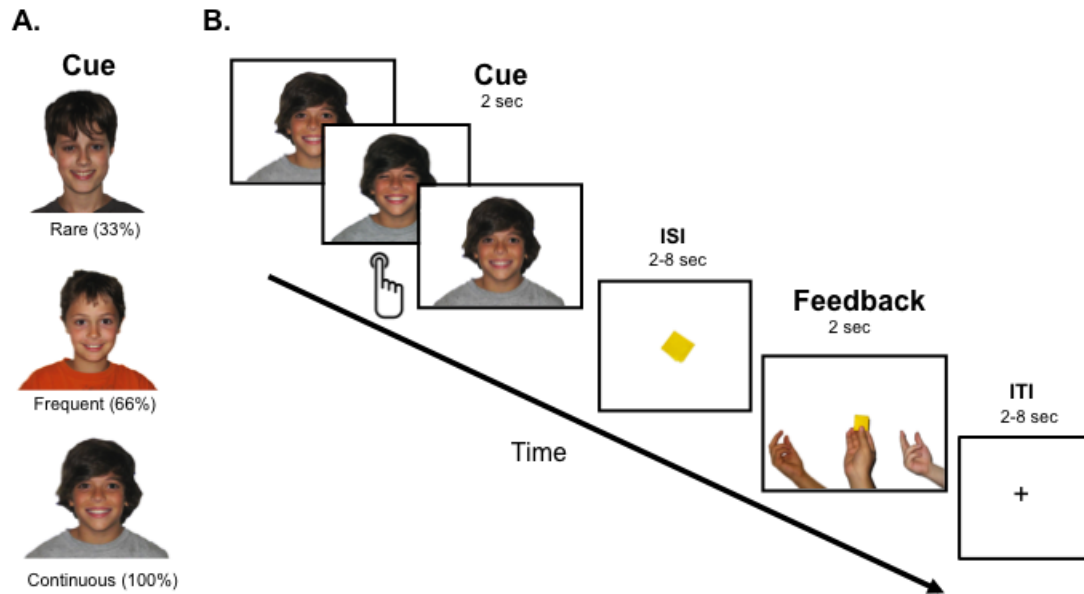 A.
Cue
Rare (33%)
Frequent (66%)
Continuous (100%)
B.
Cue
2 sec
ISI
2-8 sec
Feedback
2 sec
ITI
2-8 sec
+
Time